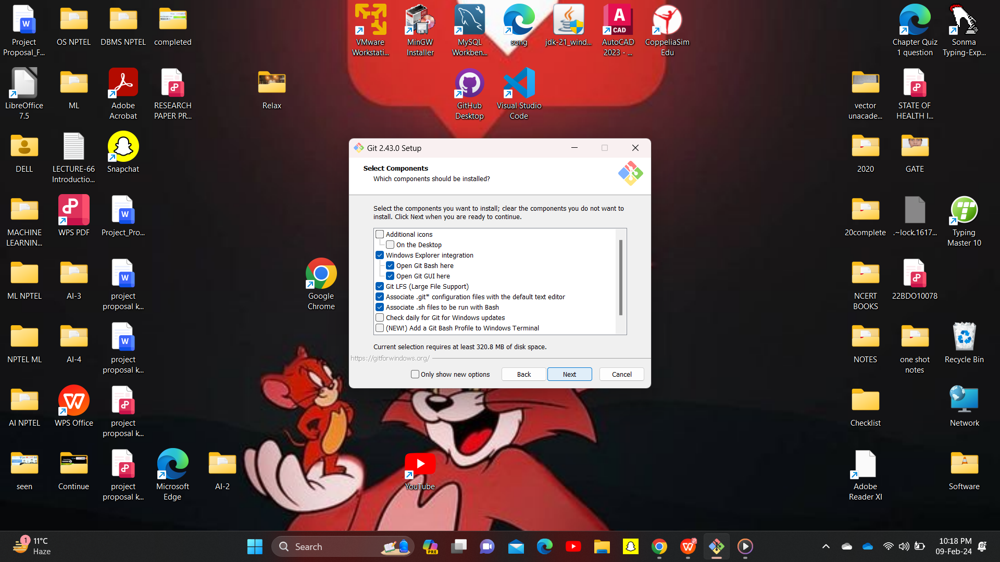 Project
Proposal_F...
OS NPTEL
DBMS NPTEL
completed
VMware
Workstati...
MinGW
Installer
MySQL
Workben...
song
jdk-21_wind...
AutoCAD
2023 - ...
CoppeliaSim
Edu
Chapter Quiz
1 question
Sonma
Typing-Exp...
LibreOffice
7.5
ML
Adobe
Acrobat
RESEARCH
PAPER PR...
Relax
GitHub
Desktop
Visual Studio
Code
vector
unacade...
STATE OF
HEALTH I...
DELL
LECTURE-66
Introductio...
Snapchat
2020
GATE
MACHINE
LEARNIN...
WPS PDF
Project_Pro...
20complete
.~lock.1617...
Typing
Master 10
ML NPTEL
AI-3
project
proposal k...
Google
Chrome
NCERT
BOOKS
22BDO10078
NPTEL ML
AI-4
project
proposal k...
NOTES
one shot
notes
Recycle Bin
AI NPTEL
WPS Office
project
proposal k...
Checklist
Network
seen
Continue
project
proposal k...
Microsoft
Edge
AI-2
YouTube
Adobe
Reader XI
Software
Git 2.43.0 Setup
Select Components
Which components should be installed?
Select the components you want to install; clear the components you do not want to
install. Click Next when you are ready to continue.
Additional icons
On the Desktop
Windows Explorer integration
Open Git Bash here
Open Git GUI here
Git LFS (Large File Support)
Associate .git* configuration files with the default text editor
Associate .sh files to be run with Bash
Check daily for Git for Windows updates
(NEW!) Add a Git Bash Profile to Windows Terminal
Current selection requires at least 320.8 MB of disk space.
https://gitforwindows.org/
Only show new options
Back
Next
Cancel
1
11°C
Haze
Search
PRE
10:18 PM
09-Feb-24